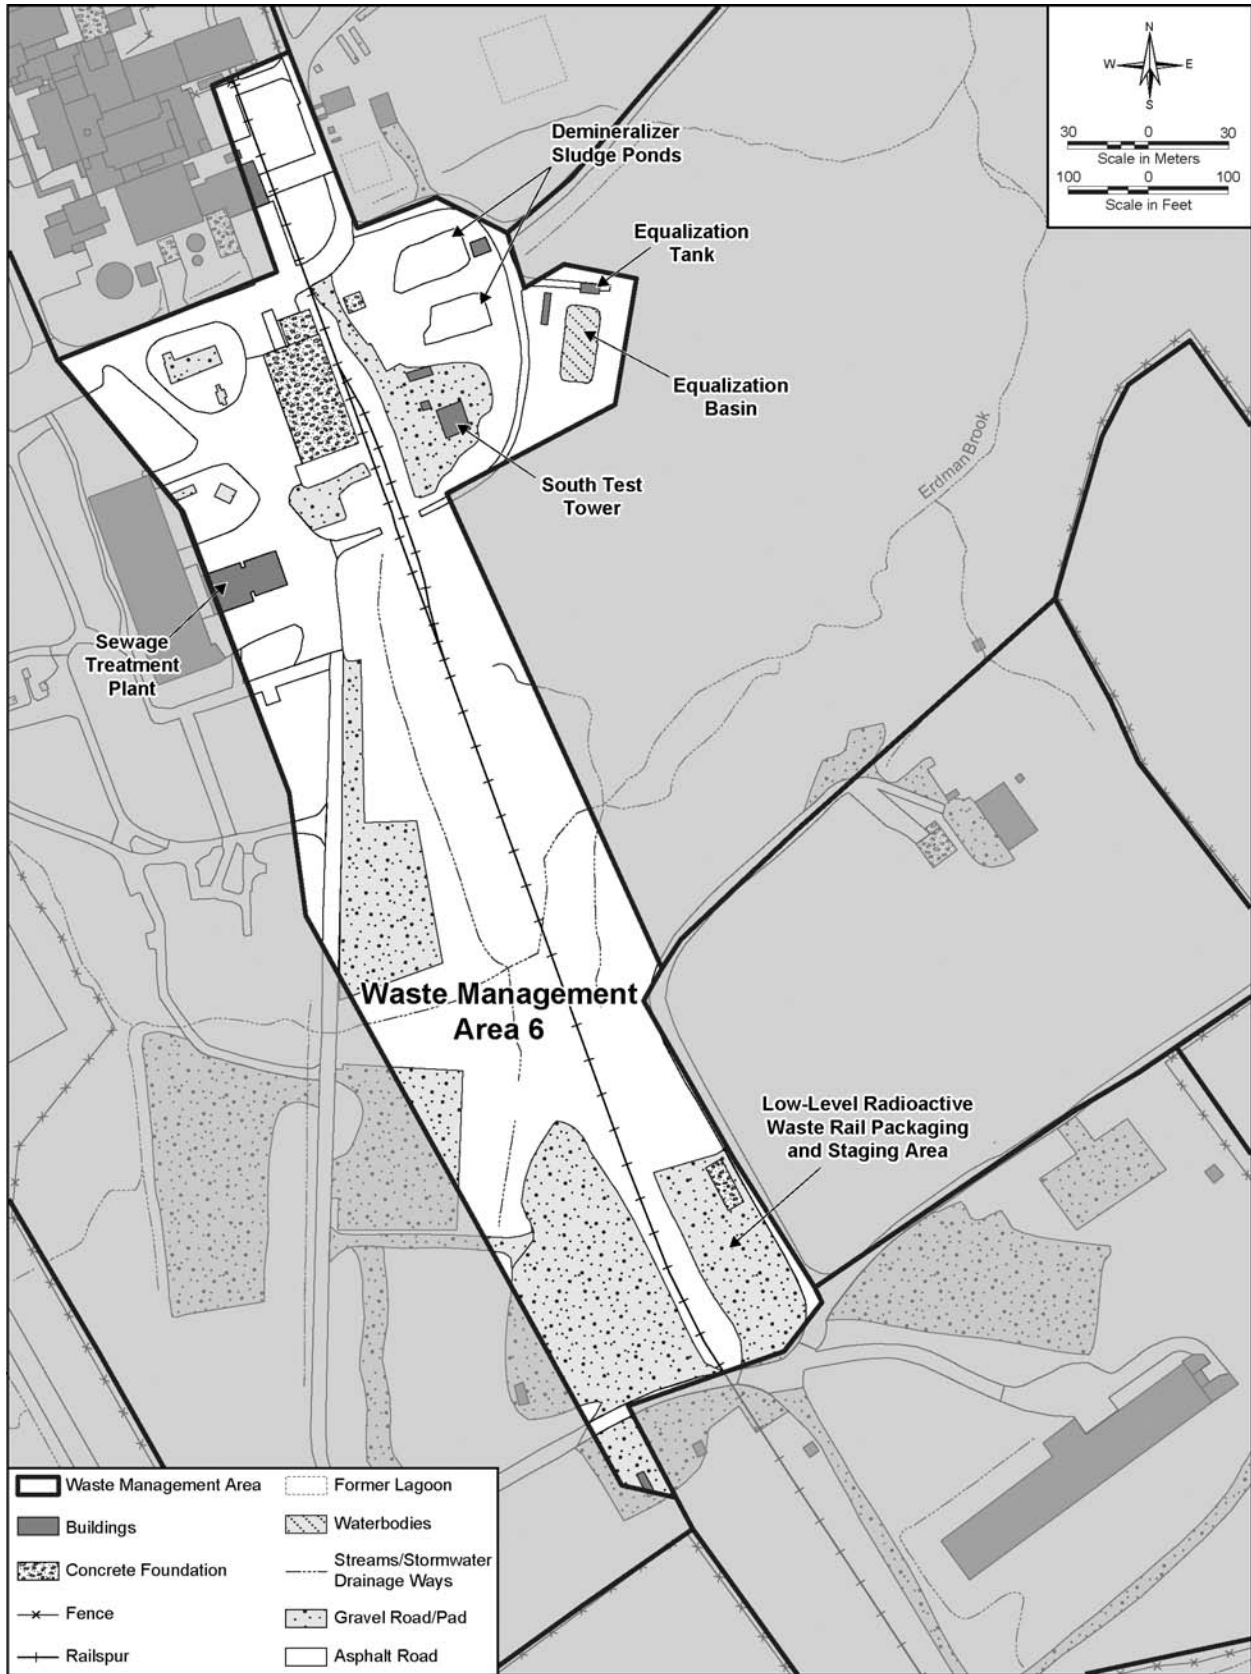 N
W E
S
30 0 30
Scale in Meters
100 0 100
Scale in Feet
Demineralizer
Sludge Ponds
Equalization
Tank
Equalization
Basin
South Test
Tower
Erdman Brook
Sewage
Treatment
Plant
Waste Management
Area 6
Low-Level Radioactive
Waste Rail Packaging
and Staging Area
Waste Management Area
Buildings
Concrete Foundation
Fence
Railspur
Former Lagoon
Waterbodies
Streams/Stormwater
Drainage Ways
Gravel Road/Pad
Asphalt Road